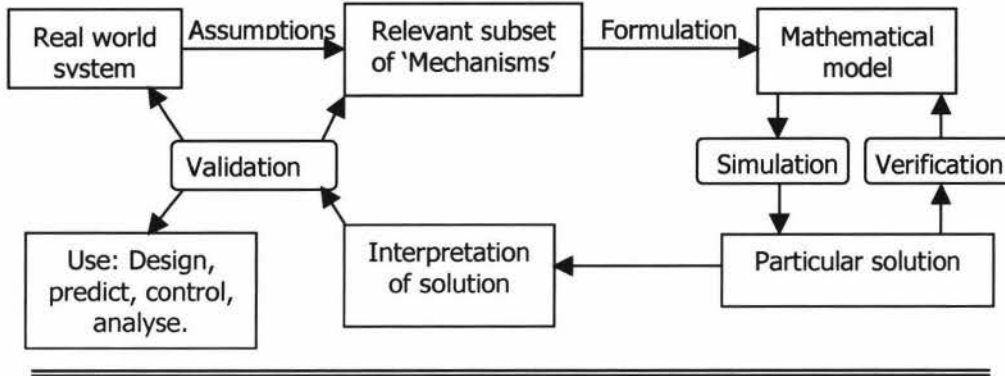 Real world
system
Assumptions
Relevant subset
of ‘Mechanisms’
Formulation
Mathematical
model
Validation
Simulation
Verification
Use: Design,
predict, control,
analyse.
Interpretation
of solution
Particular solution